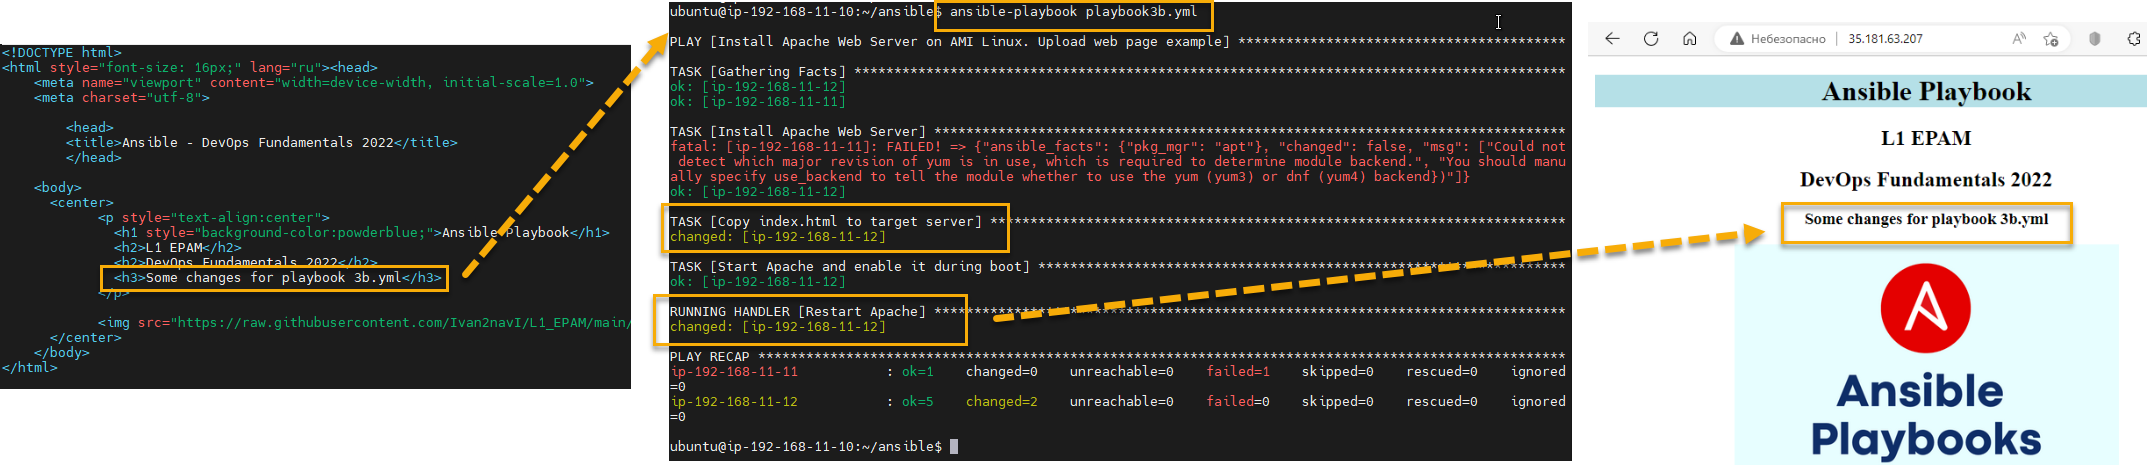 <!DOCTYPE html>
<html style="font-size: 16px;" lang="ru"><head>
<meta name="viewport" content="width=device-width, initial-scale=1.0">
<meta charset="utf-8">
<head>
<title>Ansible - DevOps Fundamentals 2022</title>
</head>
<body>
<center>
<p style="text-align:center">
<h1 style="background-color:powderblue;">Ansible Playbook</h1>
<h2>L1 EPAM</h2>
<h2>DevOps Fundamentals 2022</h2>
<h3>Some changes for playbook 3b.yml</h3>
</p>
<img src="https://raw.githubusercontent.com/Ivan2navI/L1_EPAM/main/
</center>
</body>
</html>
ubuntu@ip-192-168-11-10:~/ansible$ ansible-playbook playbook3b.yml
PLAY [Install Apache Web Server on AMI Linux. Upload web page example] *****************************************
TASK [Gathering Facts] *****************************************************************************************
ok: [ip-192-168-11-12]
ok: [ip-192-168-11-11]
TASK [Install Apache Web Server] *******************************************************************************
fatal: [ip-192-168-11-11]: FAILED! => {"ansible_facts": {"pkg_mgr": "apt"}, "changed": false, "msg": ["Could not
detect which major revision of yum is in use, which is required to determine module backend.", "You should manu
ally specify use_backend to tell the module whether to use the yum (yum3) or dnf (yum4) backend})"]}
ok: [ip-192-168-11-12]
TASK [Copy index.html to target server] ************************************************************************
changed: [ip-192-168-11-12]
TASK [Start Apache and enable it during boot] ******************************************************************
ok: [ip-192-168-11-12]
RUNNING HANDLER [Restart Apache] *******************************************************************************
changed: [ip-192-168-11-12]
PLAY RECAP *****************************************************************************************************
ip-192-168-11-11 : ok=1 changed=0 unreachable=0 failed=1 skipped=0 rescued=0 ignored
=0
ip-192-168-11-12 : ok=5 changed=2 unreachable=0 failed=0 skipped=0 rescued=0 ignored
=0
ubuntu@ip-192-168-11-10:~/ansible$
Небезопасно | 35.181.63.207
Ansible Playbook
L1 EPAM
DevOps Fundamentals 2022
Some changes for playbook 3b.yml
Ansible
Playbooks